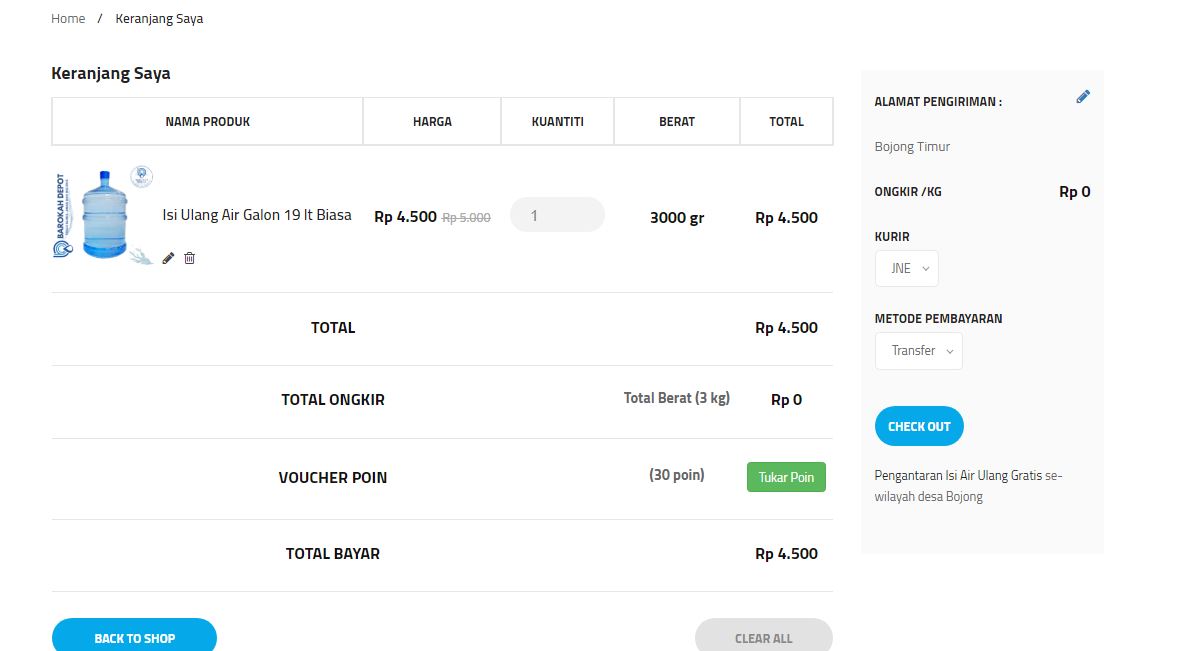 Home / Keranjang Saya
Keranjang Saya
NAMA PRODUK HARGA KUANTITI BERAT TOTAL
BAROKAH DEPOT
Isi Ulang Air Galon 19 lt Biasa Rp 4.500 Rp 5.000 1 3000 gr Rp 4.500
TOTAL Rp 4.500
TOTAL ONGKIR Total Berat (3 kg) Rp 0
VOUCHER POIN (30 poin) Tukar Poin
TOTAL BAYAR Rp 4.500
BACK TO SHOP CLEAR ALL
ALAMAT PENGIRIMAN :
Bojong Timur
ONGKIR /KG Rp 0
KURIR
JNE
METODE PEMBAYARAN
Transfer
CHECK OUT
Pengantaran Isi Air Ulang Gratis se-
wilayah desa Bojong